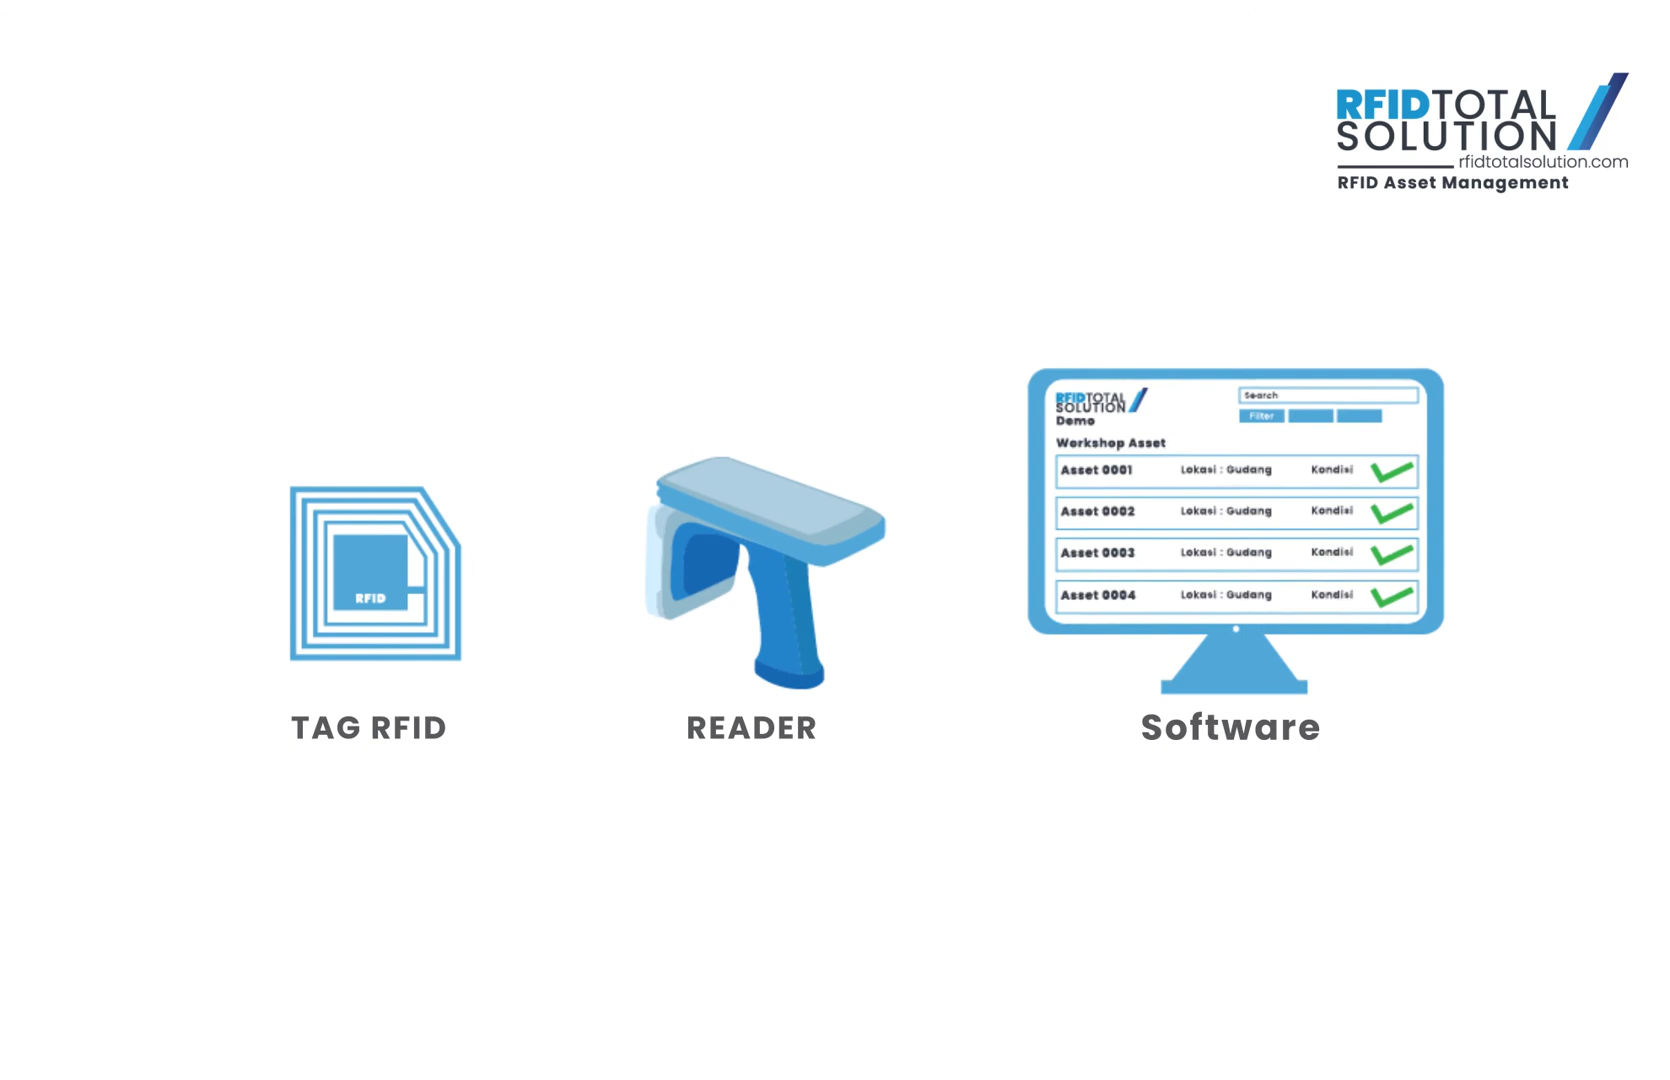 RFIDTOTAL
SOLUTION
rfidtotalsolution.com
RFID Asset Management
RFIDTOTAL
SOLUTION
Demo
Search
Filter
Workshop Asset
Asset 0001 Lokasi : Gudang Kondisi
Asset 0002 Lokasi : Gudang Kondisi
Asset 0003 Lokasi : Gudang Kondisi
Asset 0004 Lokasi : Gudang Kondisi
RFID
TAG RFID
READER
Software